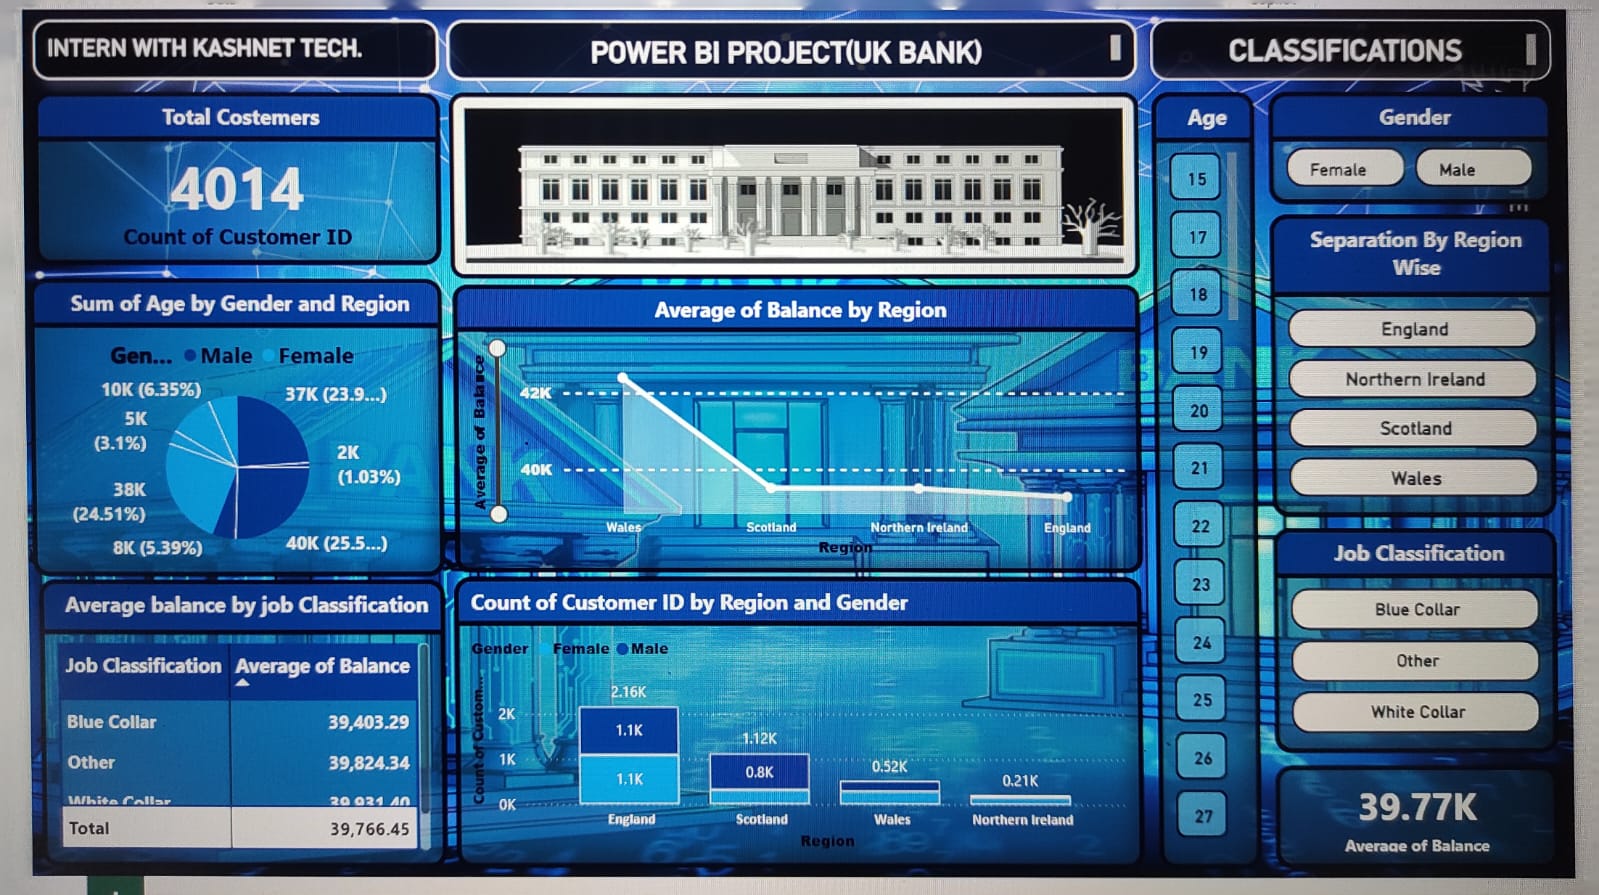 INTERN WITH KASHNET TECH.
POWER BI PROJECT(UK BANK)
CLASSIFICATIONS
Total Costemers
4014
Count of Customer ID
Sum of Age by Gender and Region
Gen... Male Female
10K (6.35%)
37K (23.9...)
5K
(3.1%)
2K
(1.03%)
38K
(24.51%)
8K (5.39%)
40K (25.5...)
Average balance by job Classification
Job Classification Average of Balance
Blue Collar 39,403.29
Other 39,824.34
White Collar 39,931.40
Total 39,766.45
Average of Balance by Region
Average of Balance
42K
40K
Wales Scotland Northern Ireland England
Region
Count of Customer ID by Region and Gender
Gender Female Male
Count of Custom...
2.16K
2K
1.1K
1.12K
1K
0.8K
0.52K
1.1K
0.21K
0K
England Scotland Wales Northern Ireland
Region
Age
15
17
18
19
20
21
22
23
24
25
26
27
Gender
Female Male
Separation By Region
Wise
England
Northern Ireland
Scotland
Wales
Job Classification
Blue Collar
Other
White Collar
39.77K
Average of Balance